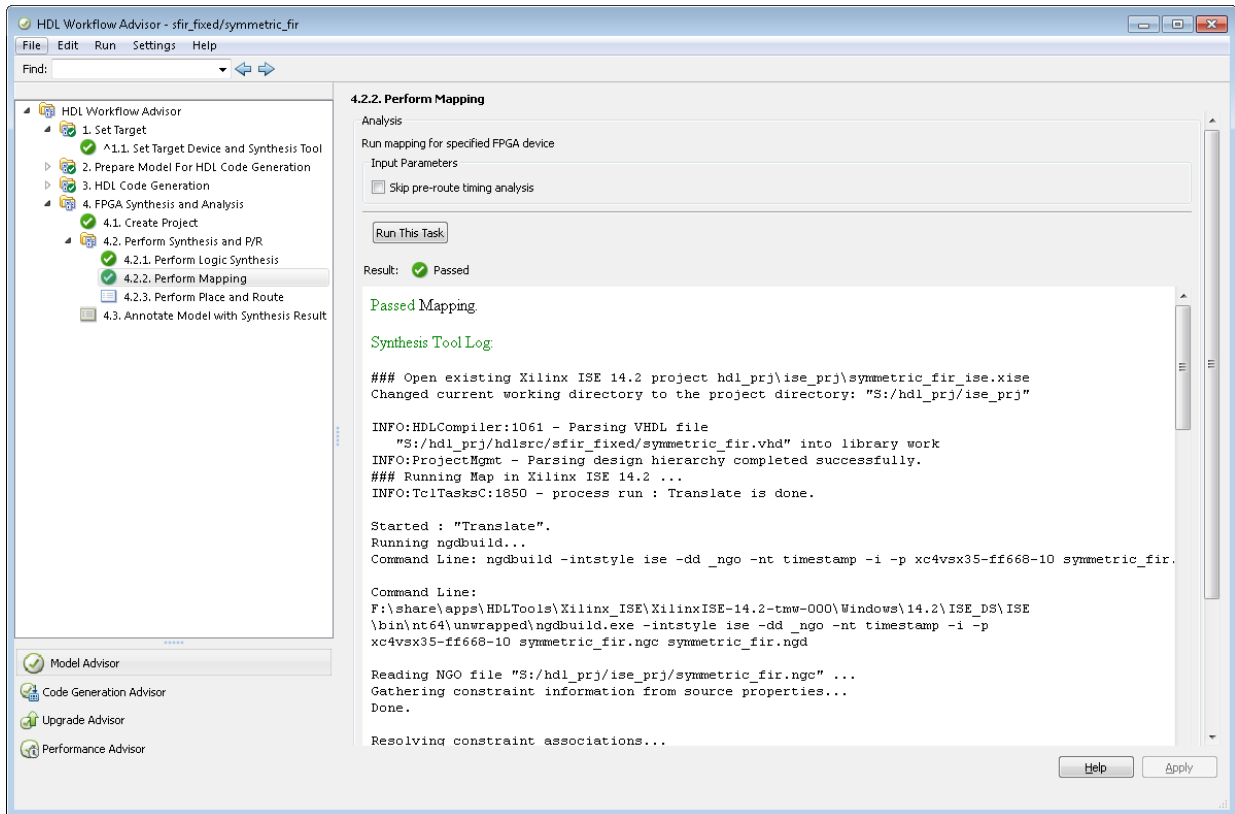 HDL Workflow Advisor - sfir_fixed/symmetric_fir
File Edit Run Settings Help
Find:
HDL Workflow Advisor
1. Set Target
^1.1. Set Target Device and Synthesis Tool
2. Prepare Model For HDL Code Generation
3. HDL Code Generation
4. FPGA Synthesis and Analysis
4.1. Create Project
4.2. Perform Synthesis and P/R
4.2.1. Perform Logic Synthesis
4.2.2. Perform Mapping
4.2.3. Perform Place and Route
4.3. Annotate Model with Synthesis Result
Model Advisor
Code Generation Advisor
Upgrade Advisor
Performance Advisor
4.2.2. Perform Mapping
Analysis
Run mapping for specified FPGA device
Input Parameters
Skip pre-route timing analysis
Run This Task
Result: Passed
Passed Mapping.
Synthesis Tool Log:
### Open existing Xilinx ISE 14.2 project hdl_prj\ise_prj\symmetric_fir_ise.xise
Changed current working directory to the project directory: "S:/hdl_prj/ise_prj"
INFO:HDLCompiler:1061 - Parsing VHDL file
"S:/hdl_prj/hdlsrc/sfir_fixed/symmetric_fir.vhd" into library work
INFO:ProjectMgmt - Parsing design hierarchy completed successfully.
### Running Map in Xilinx ISE 14.2 ...
INFO:TclTasksC:1850 - process run : Translate is done.
Started : "Translate".
Running ngdbuild...
Command Line: ngdbuild -intstyle ise -dd _ngo -nt timestamp -i -p xc4vsx35-ff668-10 symmetric_fir.
Command Line:
F:\share\apps\HDLTools\Xilinx_ISE\XilinxISE-14.2-tmw-000\Windows\14.2\ISE_DS\ISE
\bin\nt64\unwrapped\ngdbuild.exe -intstyle ise -dd _ngo -nt timestamp -i -p
xc4vsx35-ff668-10 symmetric_fir.ngc symmetric_fir.ngd
Reading NGO file "S:/hdl_prj/ise_prj/symmetric_fir.ngc" ...
Gathering constraint information from source properties...
Done.
Resolving constraint associations...
Help Apply